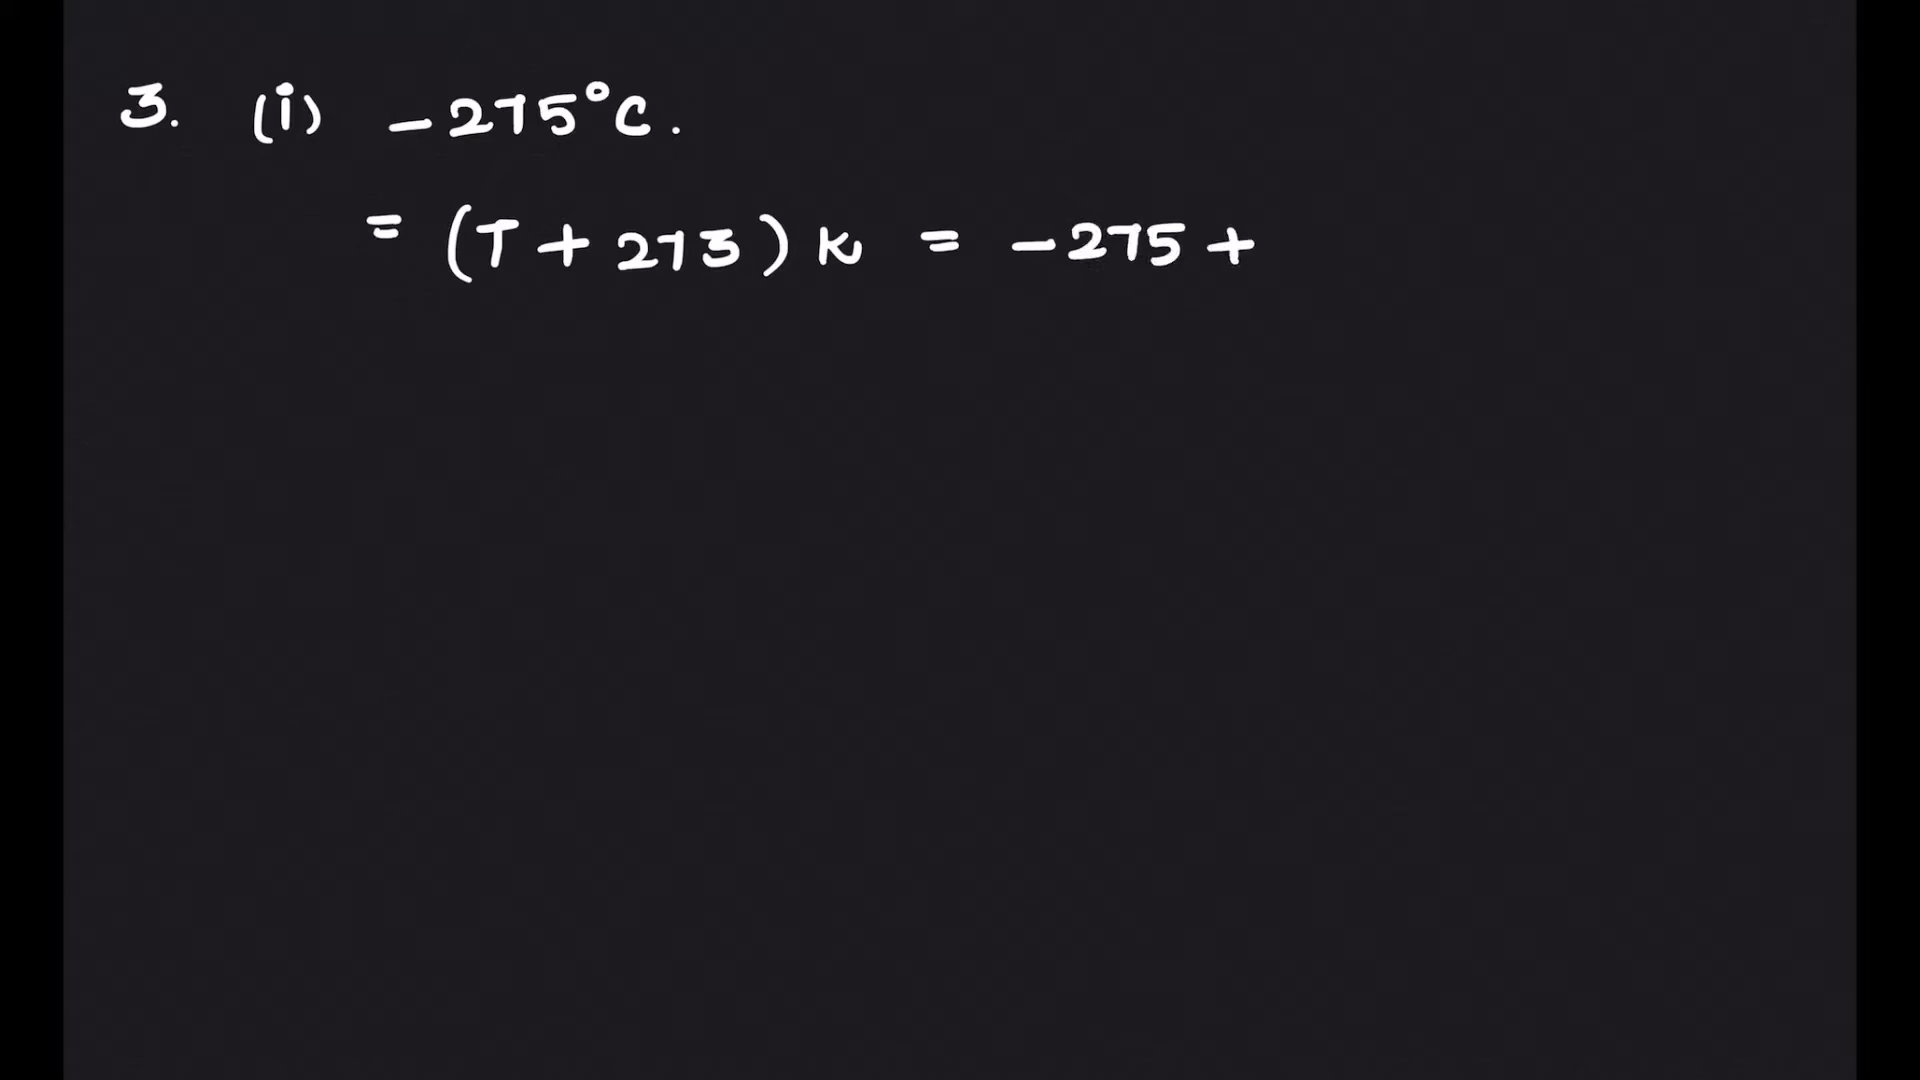 3. (i) -275°C.
= (T + 273) K = -275 +